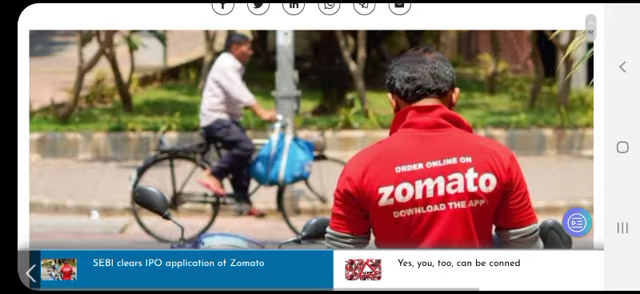 ORDER ONLINE ON
zomato
DOWNLOAD THE APP
SEBI clears IPO application of Zomato
Yes, you, too, can be conned